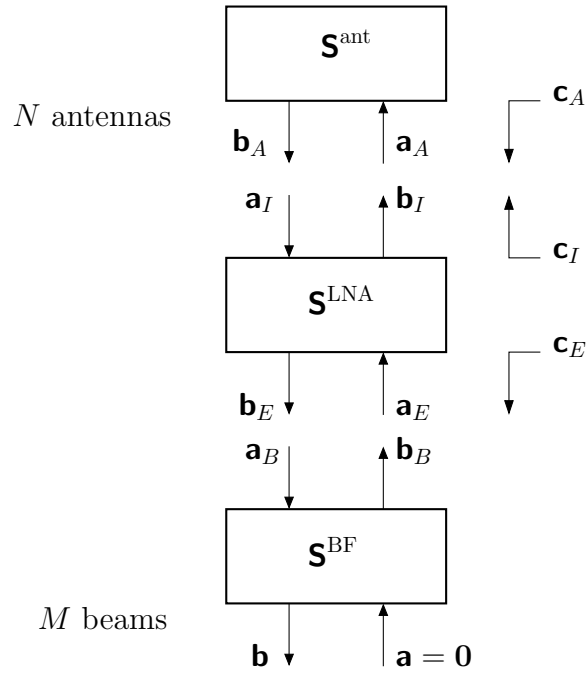 S^ant
N antennas
b_A a_A c_A
a_I b_I
c_I
S^LNA
c_E
b_E a_E
a_B b_B
S^BF
M beams
b a = 0